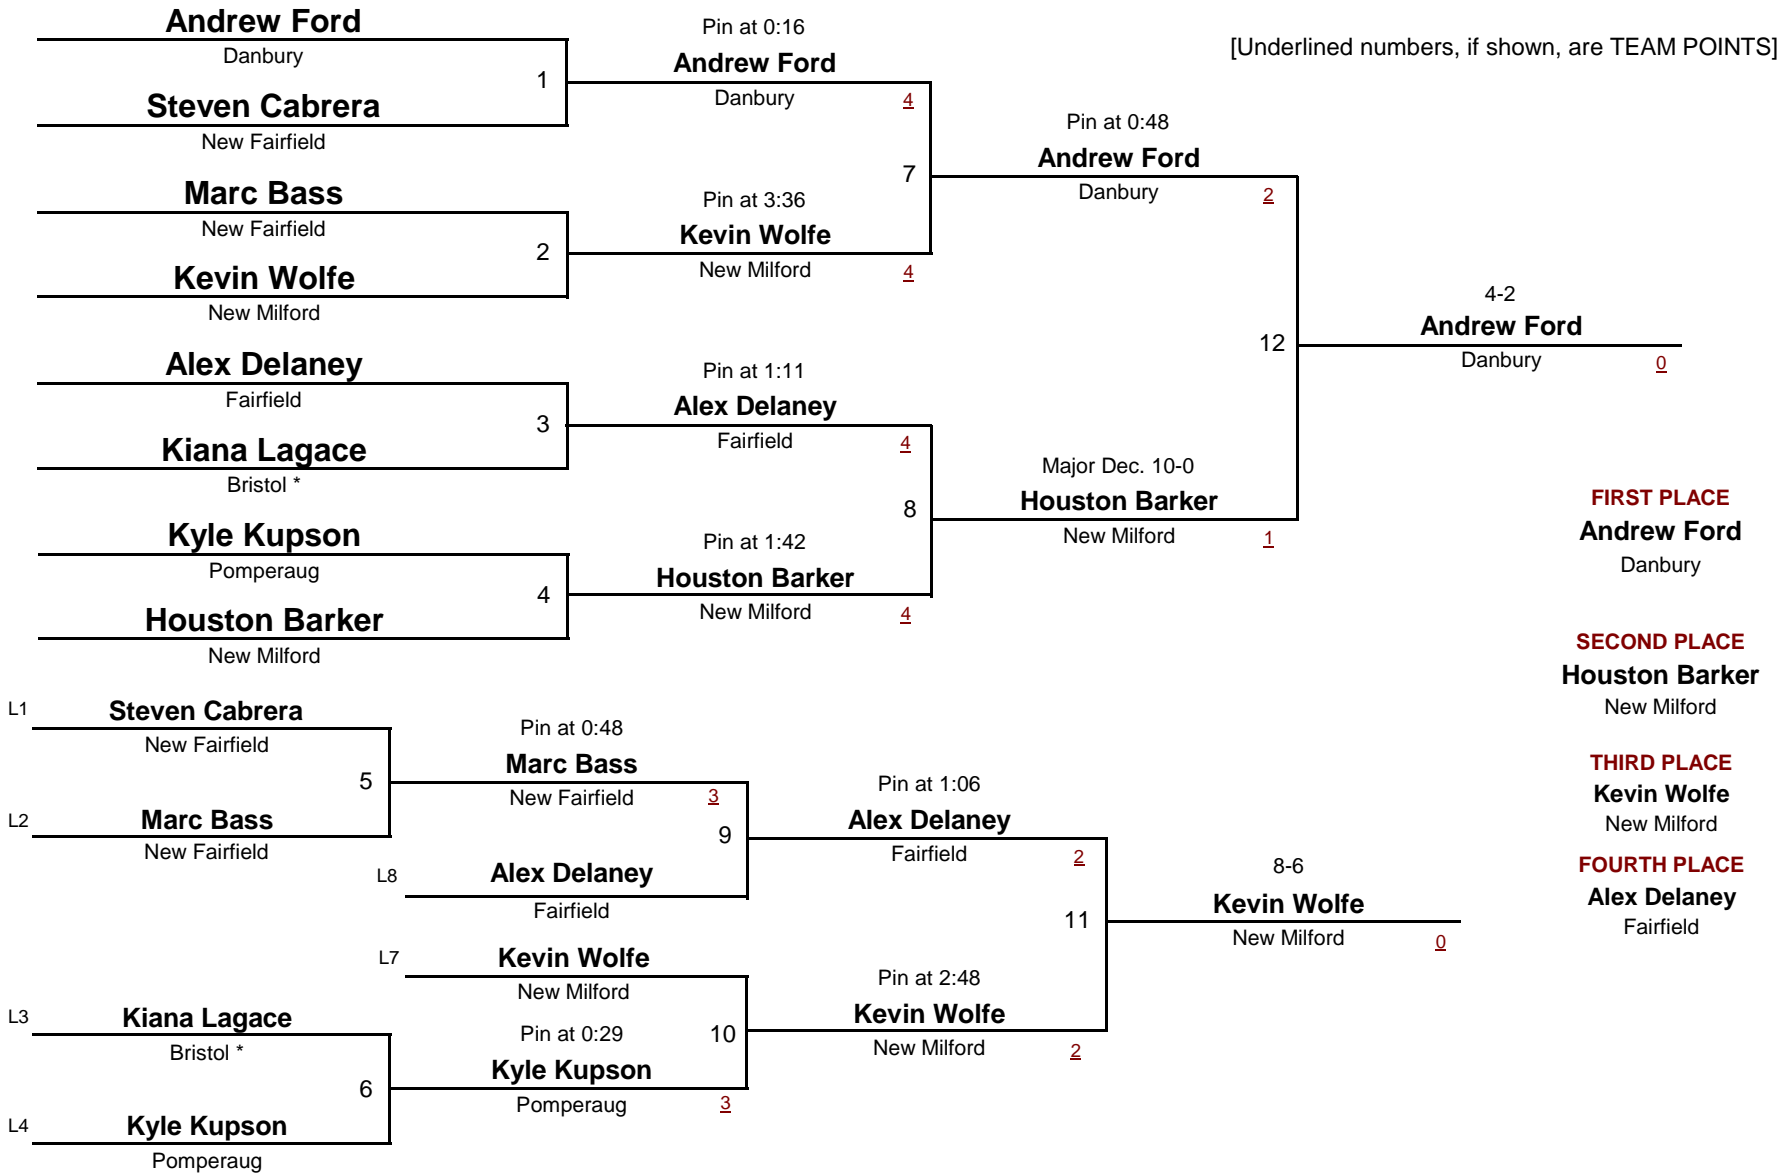 [Underlined numbers, if shown, are TEAM POINTS]
Andrew Ford
Danbury
1
Steven Cabrera
New Fairfield
Marc Bass
New Fairfield
2
Kevin Wolfe
New Milford
Alex Delaney
Fairfield
3
Kiana Lagace
Bristol *
Kyle Kupson
Pomperaug
4
Houston Barker
New Milford
Pin at 0:16
Andrew Ford
Danbury
4
7
Pin at 3:36
Kevin Wolfe
New Milford
4
Pin at 1:11
Alex Delaney
Fairfield
4
8
Pin at 1:42
Houston Barker
New Milford
4
Pin at 0:48
Andrew Ford
Danbury
2
12
Major Dec. 10-0
Houston Barker
New Milford
1
4-2
Andrew Ford
Danbury
0
L1
Steven Cabrera
New Fairfield
5
L2
Marc Bass
New Fairfield
L3
Kiana Lagace
Bristol *
6
L4
Kyle Kupson
Pomperaug
Pin at 0:48
Marc Bass
New Fairfield
3
9
L8
Alex Delaney
Fairfield
L7
Kevin Wolfe
New Milford
10
Pin at 0:29
Kyle Kupson
Pomperaug
3
Pin at 1:06
Alex Delaney
Fairfield
2
11
Pin at 2:48
Kevin Wolfe
New Milford
2
8-6
Kevin Wolfe
New Milford
0
FIRST PLACE
Andrew Ford
Danbury
SECOND PLACE
Houston Barker
New Milford
THIRD PLACE
Kevin Wolfe
New Milford
FOURTH PLACE
Alex Delaney
Fairfield